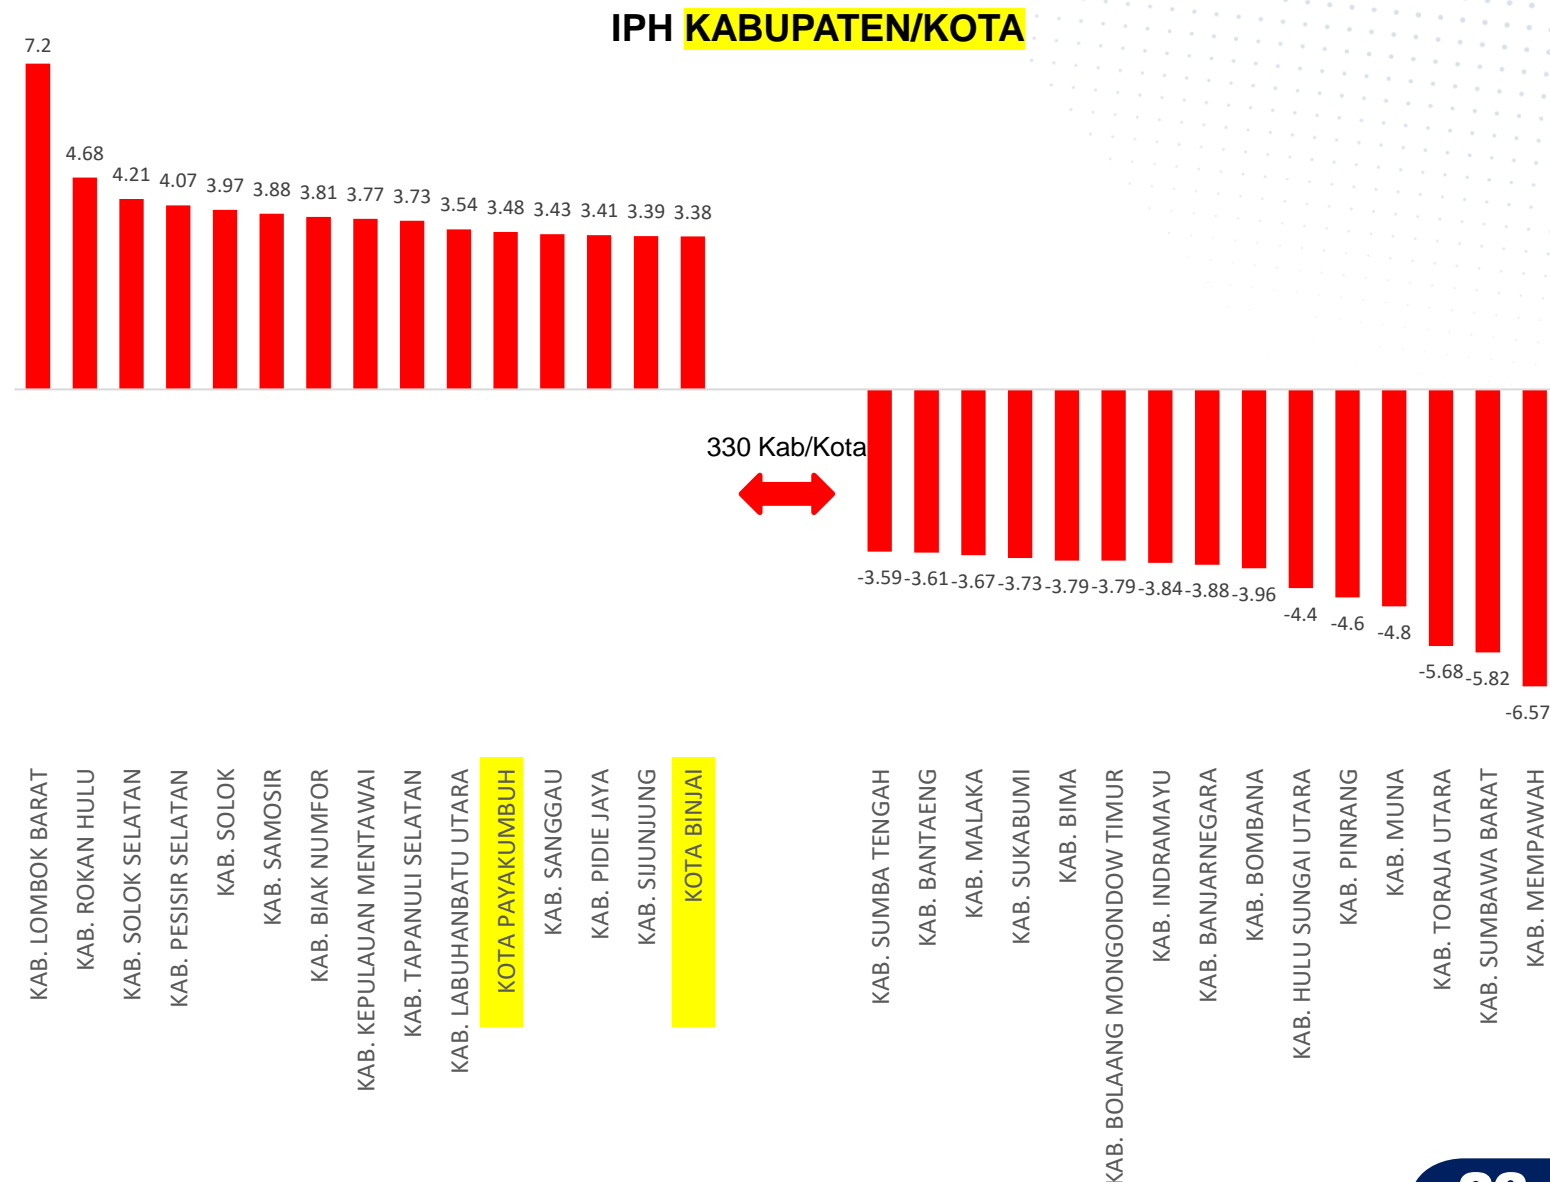 IPH KABUPATEN/KOTA
7.2
4.68
4.21
4.07
3.97
3.88
3.81
3.77
3.73
3.54
3.48
3.43
3.41
3.39
3.38
330 Kab/Kota
-3.59
-3.61
-3.67
-3.73
-3.79
-3.79
-3.84
-3.88
-3.96
-4.4
-4.6
-4.8
-5.68
-5.82
-6.57
KAB. LOMBOK BARAT
KAB. ROKAN HULU
KAB. SOLOK SELATAN
KAB. PESISIR SELATAN
KAB. SOLOK
KAB. SAMOSIR
KAB. BIAK NUMFOR
KAB. KEPULAUAN MENTAWAI
KAB. TAPANULI SELATAN
KAB. LABUHANBATU UTARA
KOTA PAYAKUMBUH
KAB. SANGGAU
KAB. PIDIE JAYA
KAB. SIJUNJUNG
KOTA BINJAI
KAB. SUMBA TENGAH
KAB. BANTAENG
KAB. MALAKA
KAB. SUKABUMI
KAB. BIMA
KAB. BOLAANG MONGONDOW TIMUR
KAB. INDRAMAYU
KAB. BANJARNEGARA
KAB. BOMBANA
KAB. HULU SUNGAI UTARA
KAB. PINRANG
KAB. MUNA
KAB. TORAJA UTARA
KAB. SUMBAWA BARAT
KAB. MEMPAWAH